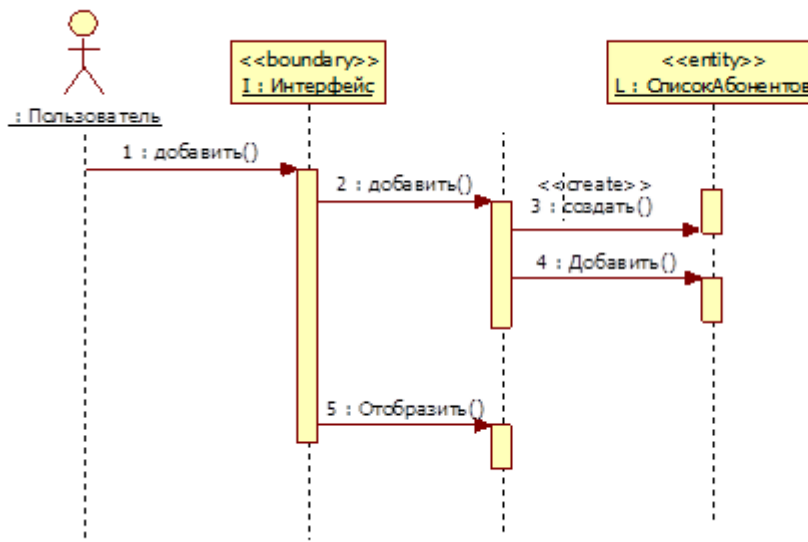 <<boundary>>
I : Интерфейс
<<entity>>
L : СписокАбонентов
: Пользователь
1 : добавить()
2 : добавить()
<<create>>
3 : создать()
4 : Добавить()
5 : Отобразить()